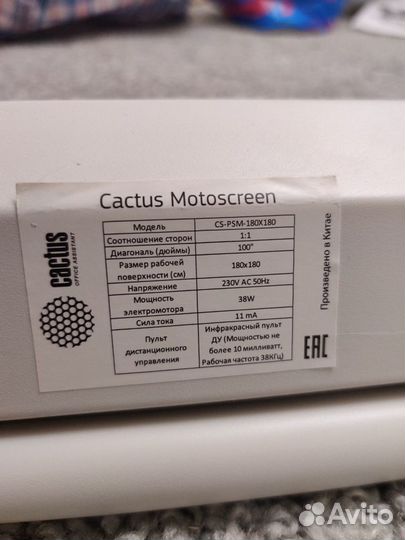 Cactus Motoscreen
cactus
OFFICE ASSISTANT
Модель CS-PSM-180X180
Соотношение сторон 1:1
Диагональ (дюймы) 100"
Размер рабочей поверхности (см) 180x180
Напряжение 230V AC 50Hz
Мощность электромотора 38W
Сила тока 11 mA
Пульт дистанционного управления Инфракрасный пульт ДУ (Мощностью не более 10 милливатт, Рабочая частота 38КГц)
Произведено в Китае
EAC
Avito